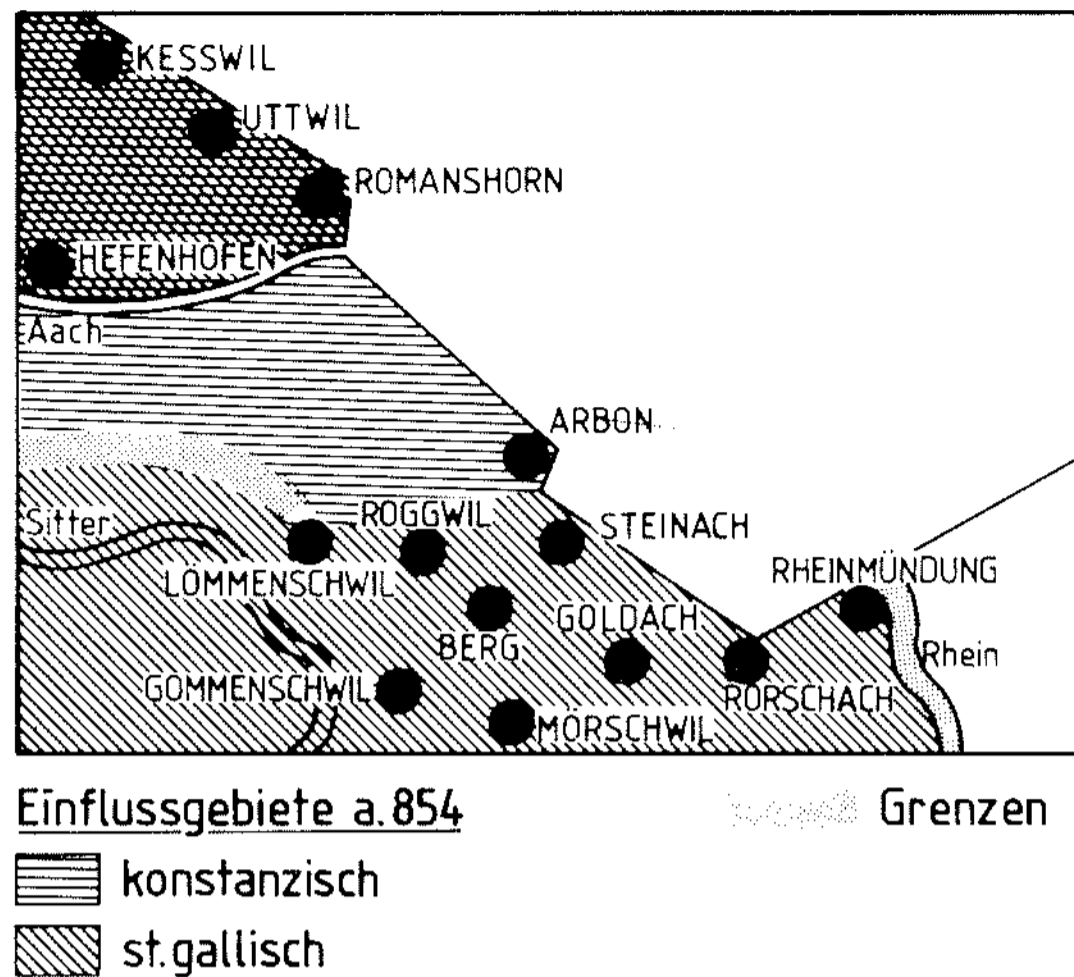 KESSWIL
UTTWIL
ROMANSHORN
HEFENHOFEN
Aach
ARBON
Sitter
ROGGWIL
STEINACH
LÖMMENSCHWIL
RHEINMÜNDUNG
GOLDACH
BERG
Rhein
GOMMENSCHWIL
RORSCHACH
MÖRSCHWIL
Einflussgebiete a. 854
Grenzen
konstanzisch
st. gallisch